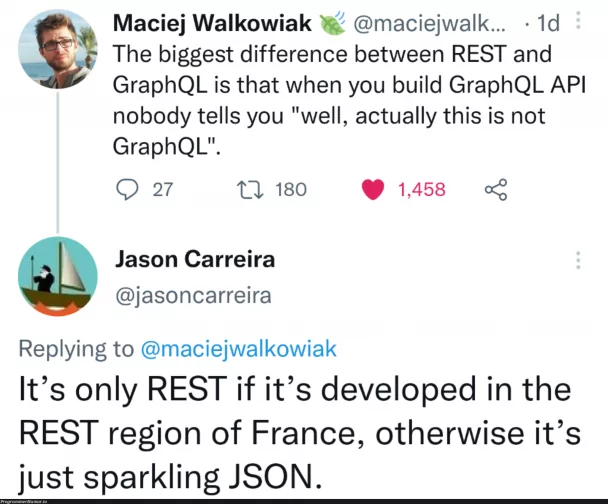 Maciej Walkowiak @maciejwalk... · 1d
The biggest difference between REST and
GraphQL is that when you build GraphQL API
nobody tells you "well, actually this is not
GraphQL".
27 180 1,458
Jason Carreira
@jasoncarreira
Replying to @maciejwalkowiak
It’s only REST if it’s developed in the
REST region of France, otherwise it’s
just sparkling JSON.
ProgrammerHumor.io